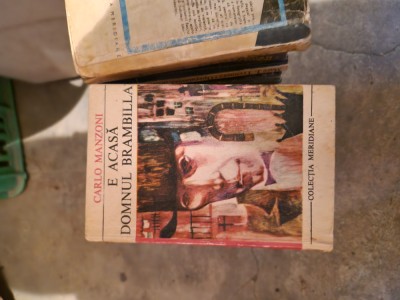 CARLO MANZONI
E ACASĂ
DOMNUL BRAMBILLA
COLECȚIA MERIDIANE